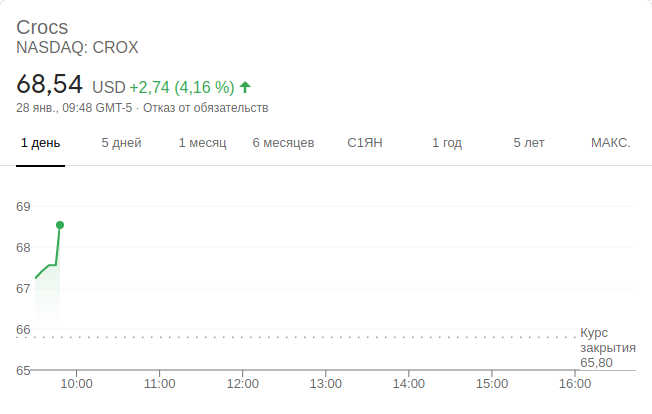 Crocs
NASDAQ: CROX
68,54 USD +2,74 (4,16 %)
28 янв., 09:48 GMT-5 · Отказ от обязательств
1 день 5 дней 1 месяц 6 месяцев С1ЯН 1 год 5 лет МАКС.
69
68
67
66
Курс
закрытия
65,80
65
10:00 11:00 12:00 13:00 14:00 15:00 16:00